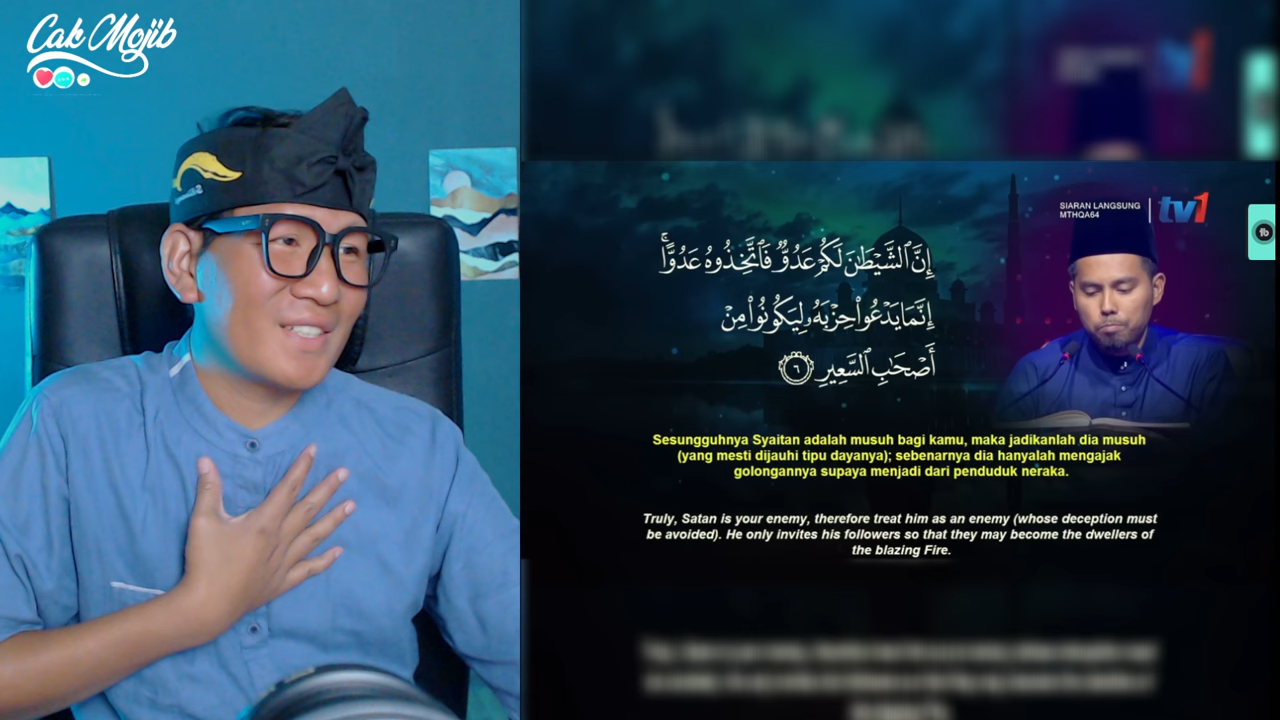 Cak Mojib
SIARAN LANGSUNG
MTHQA64
tv1
إِنَّ ٱلشَّيْطَٰنَ لَكُمْ عَدُوٌّ فَٱتَّخِذُوهُ عَدُوًّا ۚ
إِنَّمَا يَدْعُوا۟ حِزْبَهُۥ لِيَكُونُوا۟ مِنْ
أَصْحَٰبِ ٱلسَّعِيرِ ٦
Sesungguhnya Syaitan adalah musuh bagi kamu, maka jadikanlah dia musuh
(yang mesti dijauhi tipu dayanya); sebenarnya dia hanyalah mengajak
golongannya supaya menjadi dari penduduk neraka.
Truly, Satan is your enemy, therefore treat him as an enemy (whose deception must
be avoided). He only invites his followers so that they may become the dwellers of
the blazing Fire.